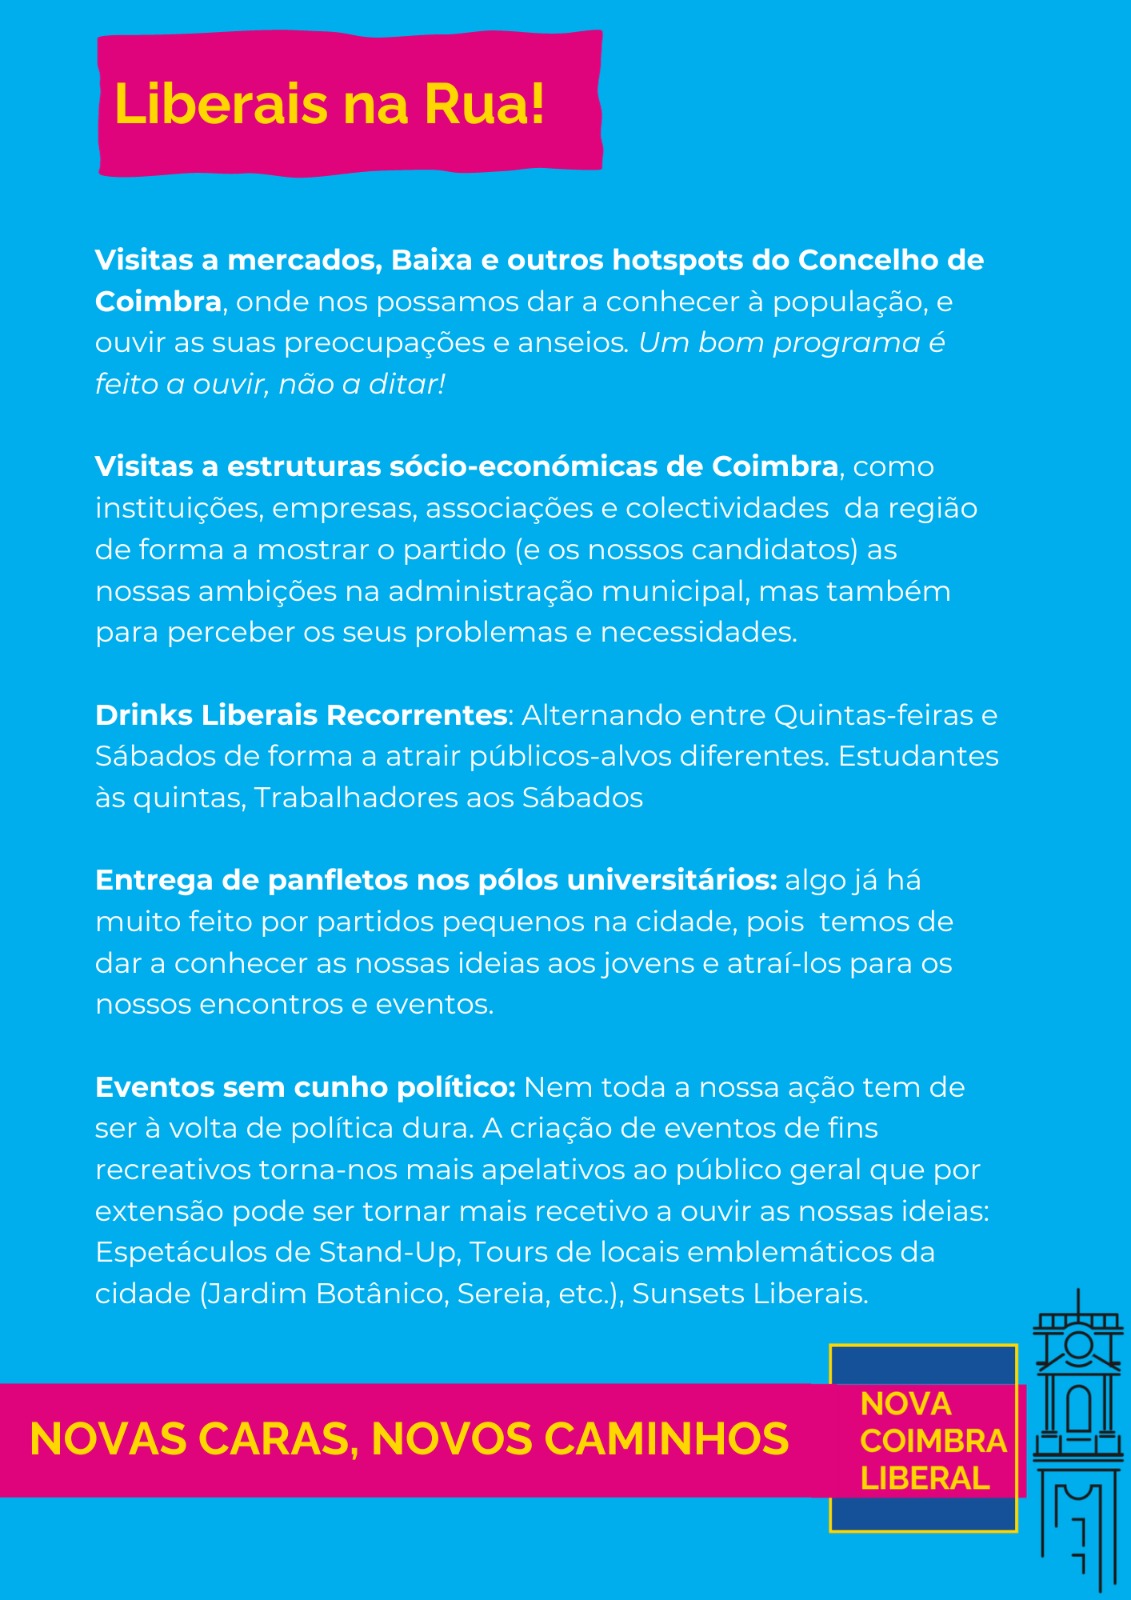 Liberais na Rua!
Visitas a mercados, Baixa e outros hotspots do Concelho de
Coimbra, onde nos possamos dar a conhecer à população, e
ouvir as suas preocupações e anseios. Um bom programa é
feito a ouvir, não a ditar!
Visitas a estruturas sócio-económicas de Coimbra, como
instituições, empresas, associações e colectividades  da região
de forma a mostrar o partido (e os nossos candidatos) as
nossas ambições na administração municipal, mas também
para perceber os seus problemas e necessidades.
Drinks Liberais Recorrentes: Alternando entre Quintas-feiras e
Sábados de forma a atrair públicos-alvos diferentes. Estudantes
às quintas, Trabalhadores aos Sábados
Entrega de panfletos nos pólos universitários: algo já há
muito feito por partidos pequenos na cidade, pois  temos de
dar a conhecer as nossas ideias aos jovens e atraí-los para os
nossos encontros e eventos.
Eventos sem cunho político: Nem toda a nossa ação tem de
ser à volta de política dura. A criação de eventos de fins
recreativos torna-nos mais apelativos ao público geral que por
extensão pode ser tornar mais recetivo a ouvir as nossas ideias:
Espetáculos de Stand-Up, Tours de locais emblemáticos da
cidade (Jardim Botânico, Sereia, etc.), Sunsets Liberais.
NOVAS CARAS, NOVOS CAMINHOS
NOVA
COIMBRA
LIBERAL